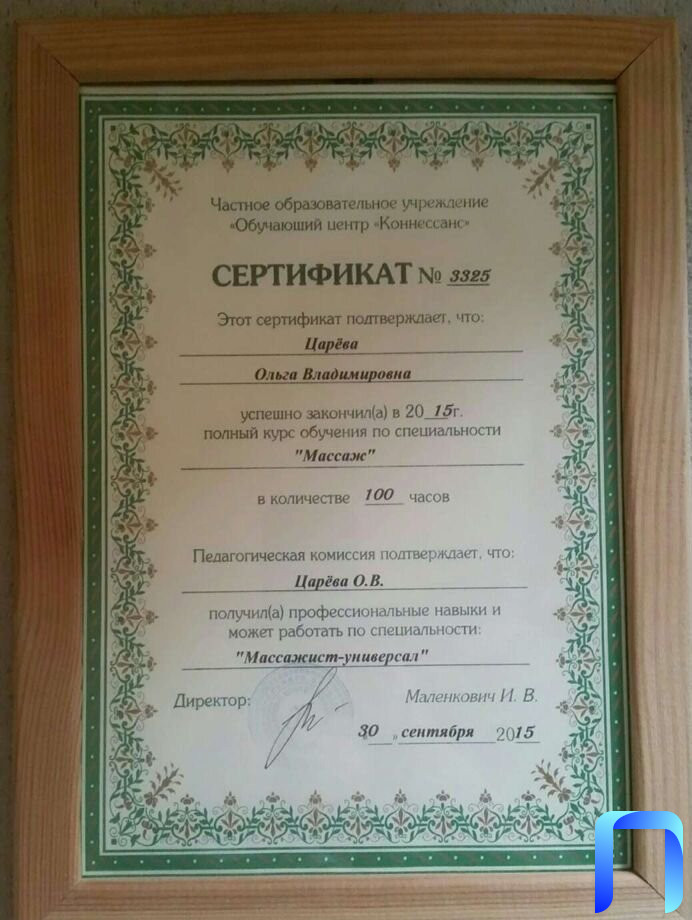 Частное образовательное учреждение
«Обучающий центр «Коннессанс»
СЕРТИФИКАТ № 3325
Этот сертификат подтверждает, что:
Царёва
Ольга Владимировна
успешно закончил(а) в 20 15г.
полный курс обучения по специальности
"Массаж"
в количестве 100 часов
Педагогическая комиссия подтверждает, что:
Царёва О.В.
получил(а) профессиональные навыки и
может работать по специальности:
"Массажист-универсал"
Директор: Маленкович И. В.
30 „ сентября 2015
П